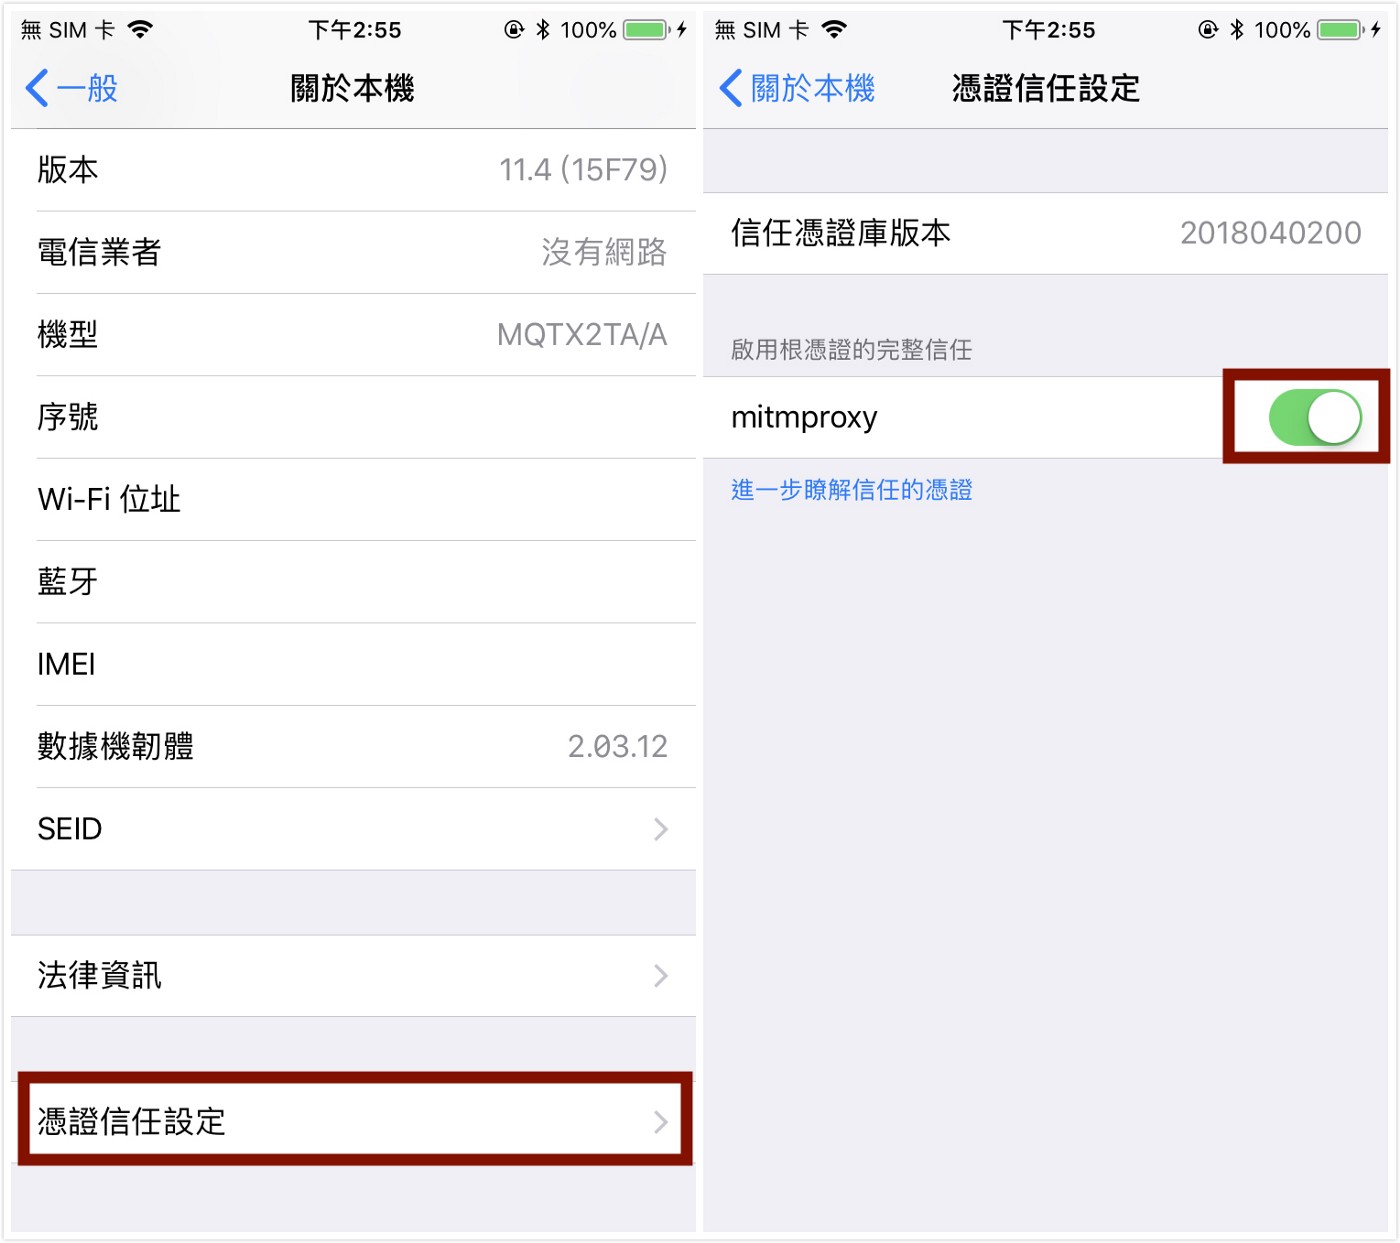 無 SIM 卡 下午2:55 100%
一般 關於本機
版本 11.4 (15F79)
電信業者 沒有網路
機型 MQTX2TA/A
序號
Wi-Fi 位址
藍牙
IMEI
數據機韌體 2.03.12
SEID
法律資訊
憑證信任設定
無 SIM 卡 下午2:55 100%
關於本機 憑證信任設定
信任憑證庫版本 2018040200
啟用根憑證的完整信任
mitmproxy
進一步瞭解信任的憑證